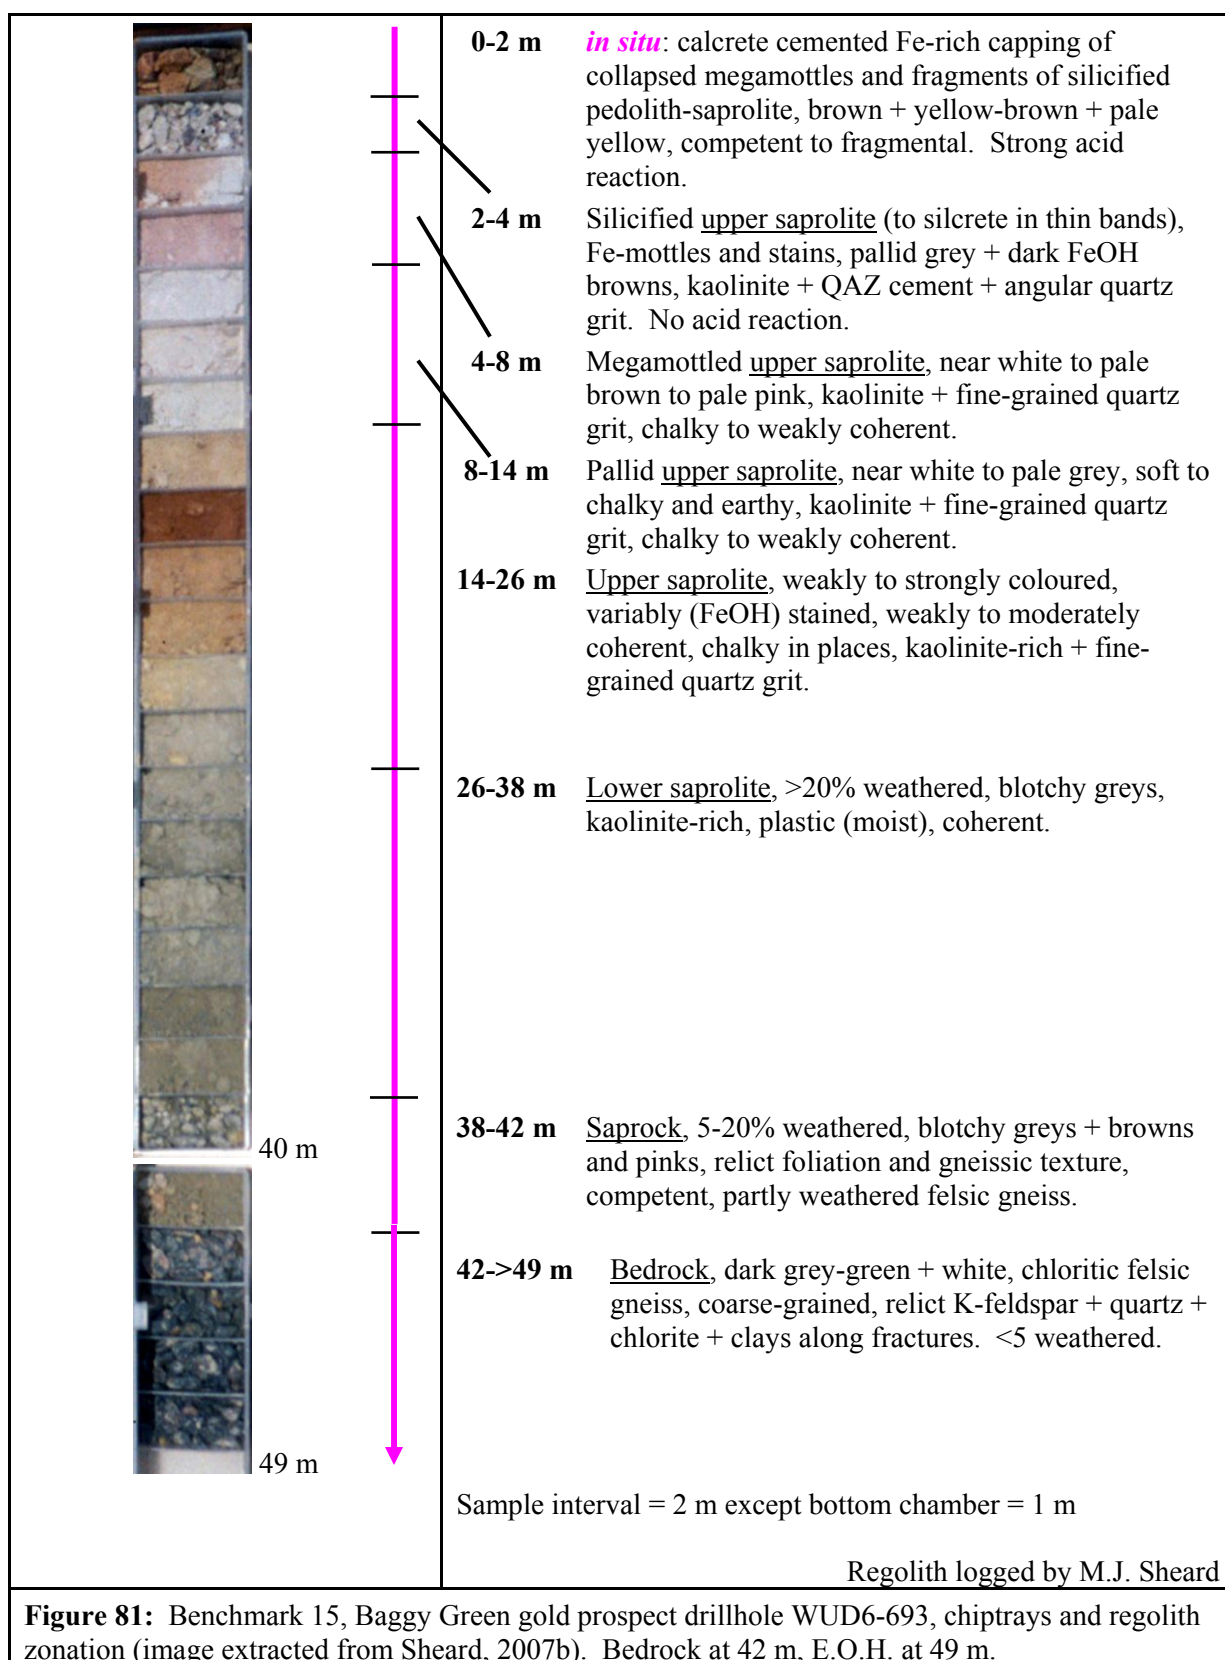 0-2 m in situ: calcrete cemented Fe-rich capping of
collapsed megamottles and fragments of silicified
pedolith-saprolite, brown + yellow-brown + pale
yellow, competent to fragmental. Strong acid
reaction.
2-4 m Silicified upper saprolite (to silcrete in thin bands),
Fe-mottles and stains, pallid grey + dark FeOH
browns, kaolinite + QAZ cement + angular quartz
grit. No acid reaction.
4-8 m Megamottled upper saprolite, near white to pale
brown to pale pink, kaolinite + fine-grained quartz
grit, chalky to weakly coherent.
8-14 m Pallid upper saprolite, near white to pale grey, soft to
chalky and earthy, kaolinite + fine-grained quartz
grit, chalky to weakly coherent.
14-26 m Upper saprolite, weakly to strongly coloured,
variably (FeOH) stained, weakly to moderately
coherent, chalky in places, kaolinite-rich + fine-
grained quartz grit.
26-38 m Lower saprolite, >20% weathered, blotchy greys,
kaolinite-rich, plastic (moist), coherent.
38-42 m Saprock, 5-20% weathered, blotchy greys + browns
and pinks, relict foliation and gneissic texture,
competent, partly weathered felsic gneiss.
40 m
42->49 m Bedrock, dark grey-green + white, chloritic felsic
gneiss, coarse-grained, relict K-feldspar + quartz +
chlorite + clays along fractures. <5 weathered.
49 m
Sample interval = 2 m except bottom chamber = 1 m
Regolith logged by M.J. Sheard
Figure 81: Benchmark 15, Baggy Green gold prospect drillhole WUD6-693, chiptrays and regolith
zonation (image extracted from Sheard, 2007b). Bedrock at 42 m, E.O.H. at 49 m.